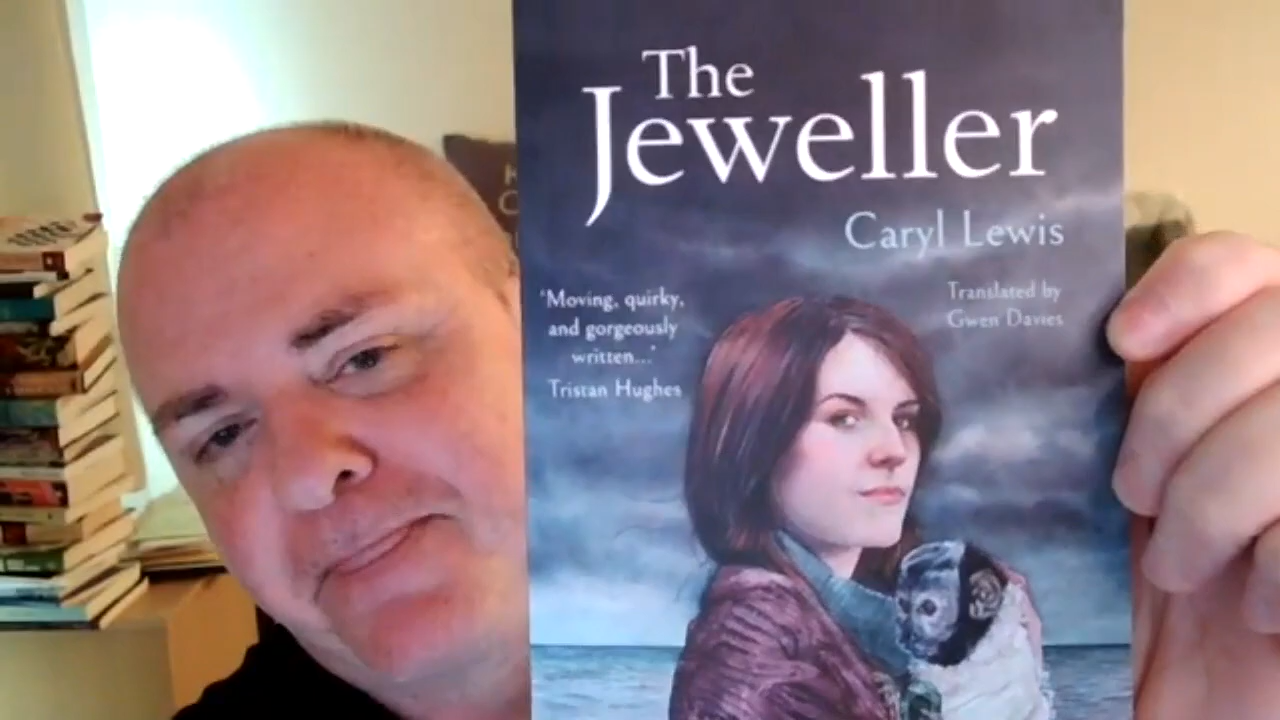 The
Jeweller
Caryl Lewis
'Moving, quirky,
and gorgeously
written...'
Tristan Hughes
Translated by
Gwen Davies